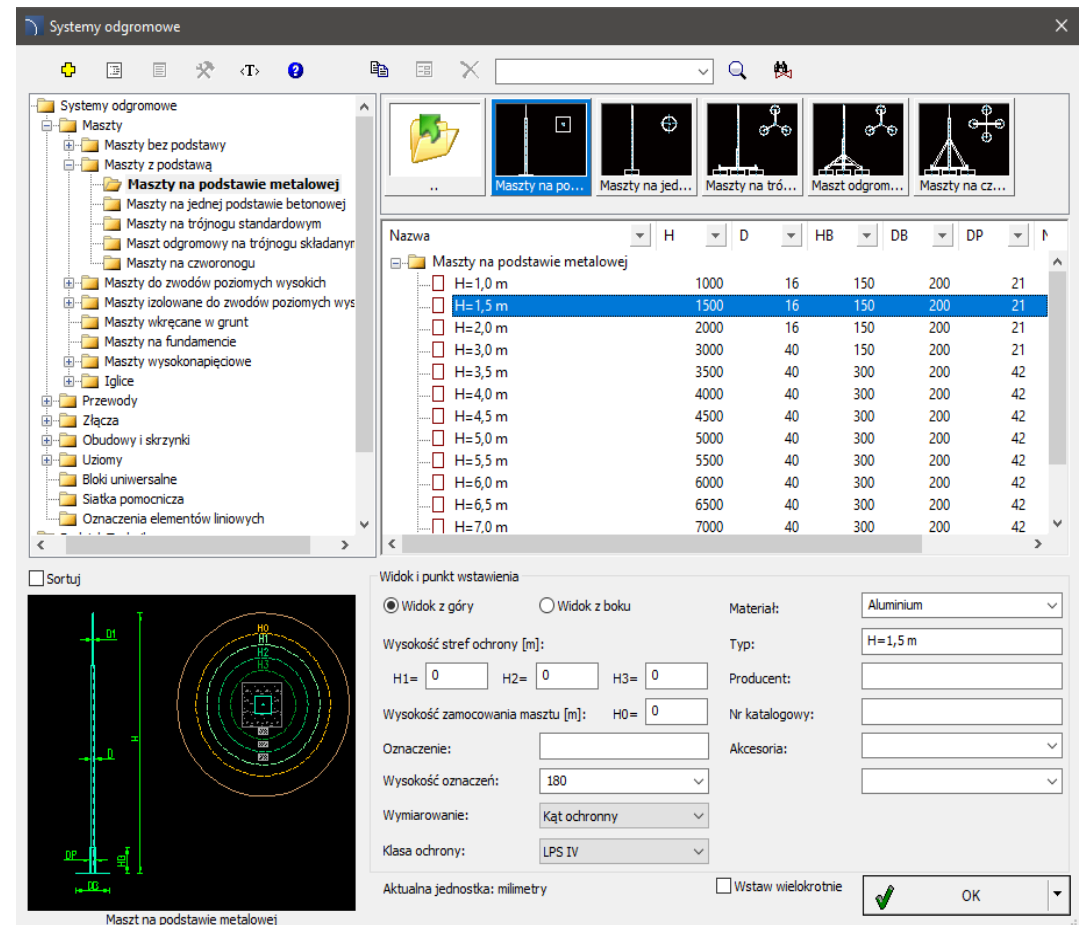 Systemy odgromowe
<T>
Systemy odgromowe
Maszty
Maszty bez podstawy
Maszty z podstawą
Maszty na podstawie metalowej
Maszty na jednej podstawie betonowej
Maszty na trójnogu standardowym
Maszt odgromowy na trójnogu składanyr
Maszty na czworonogu
Maszty do zwodów poziomych wysokich
Maszty izolowane do zwodów poziomych wys
Maszty wkręcane w grunt
Maszty na fundamencie
Maszty wysokonapięciowe
Iglice
Przewody
Złącza
Obudowy i skrzynki
Uziomy
Bloki uniwersalne
Siatka pomocnicza
Oznaczenia elementów liniowych
..
Maszty na po...
Maszty na jed...
Maszty na tró...
Maszt odgrom...
Maszty na cz...
Nazwa H D HB DB DP
Maszty na podstawie metalowej
H=1,0 m 1000 16 150 200 21
H=1,5 m 1500 16 150 200 21
H=2,0 m 2000 16 150 200 21
H=3,0 m 3000 40 150 200 21
H=3,5 m 3500 40 300 200 42
H=4,0 m 4000 40 300 200 42
H=4,5 m 4500 40 300 200 42
H=5,0 m 5000 40 300 200 42
H=5,5 m 5500 40 300 200 42
H=6,0 m 6000 40 300 200 42
H=6,5 m 6500 40 300 200 42
H=7,0 m 7000 40 300 200 42
Sortuj
D1
H
D
DP
HB
H0
H1
H2
H3
Maszt na podstawie metalowej
Widok i punkt wstawienia
Widok z góry Widok z boku
Wysokość stref ochrony [m]:
H1= 0 H2= 0 H3= 0
Wysokość zamocowania masztu [m]: H0= 0
Oznaczenie:
Wysokość oznaczeń: 180
Wymiarowanie: Kąt ochronny
Klasa ochrony: LPS IV
Aktualna jednostka: milimetry
Materiał: Aluminium
Typ: H=1,5 m
Producent:
Nr katalogowy:
Akcesoria:
Wstaw wielokrotnie
OK